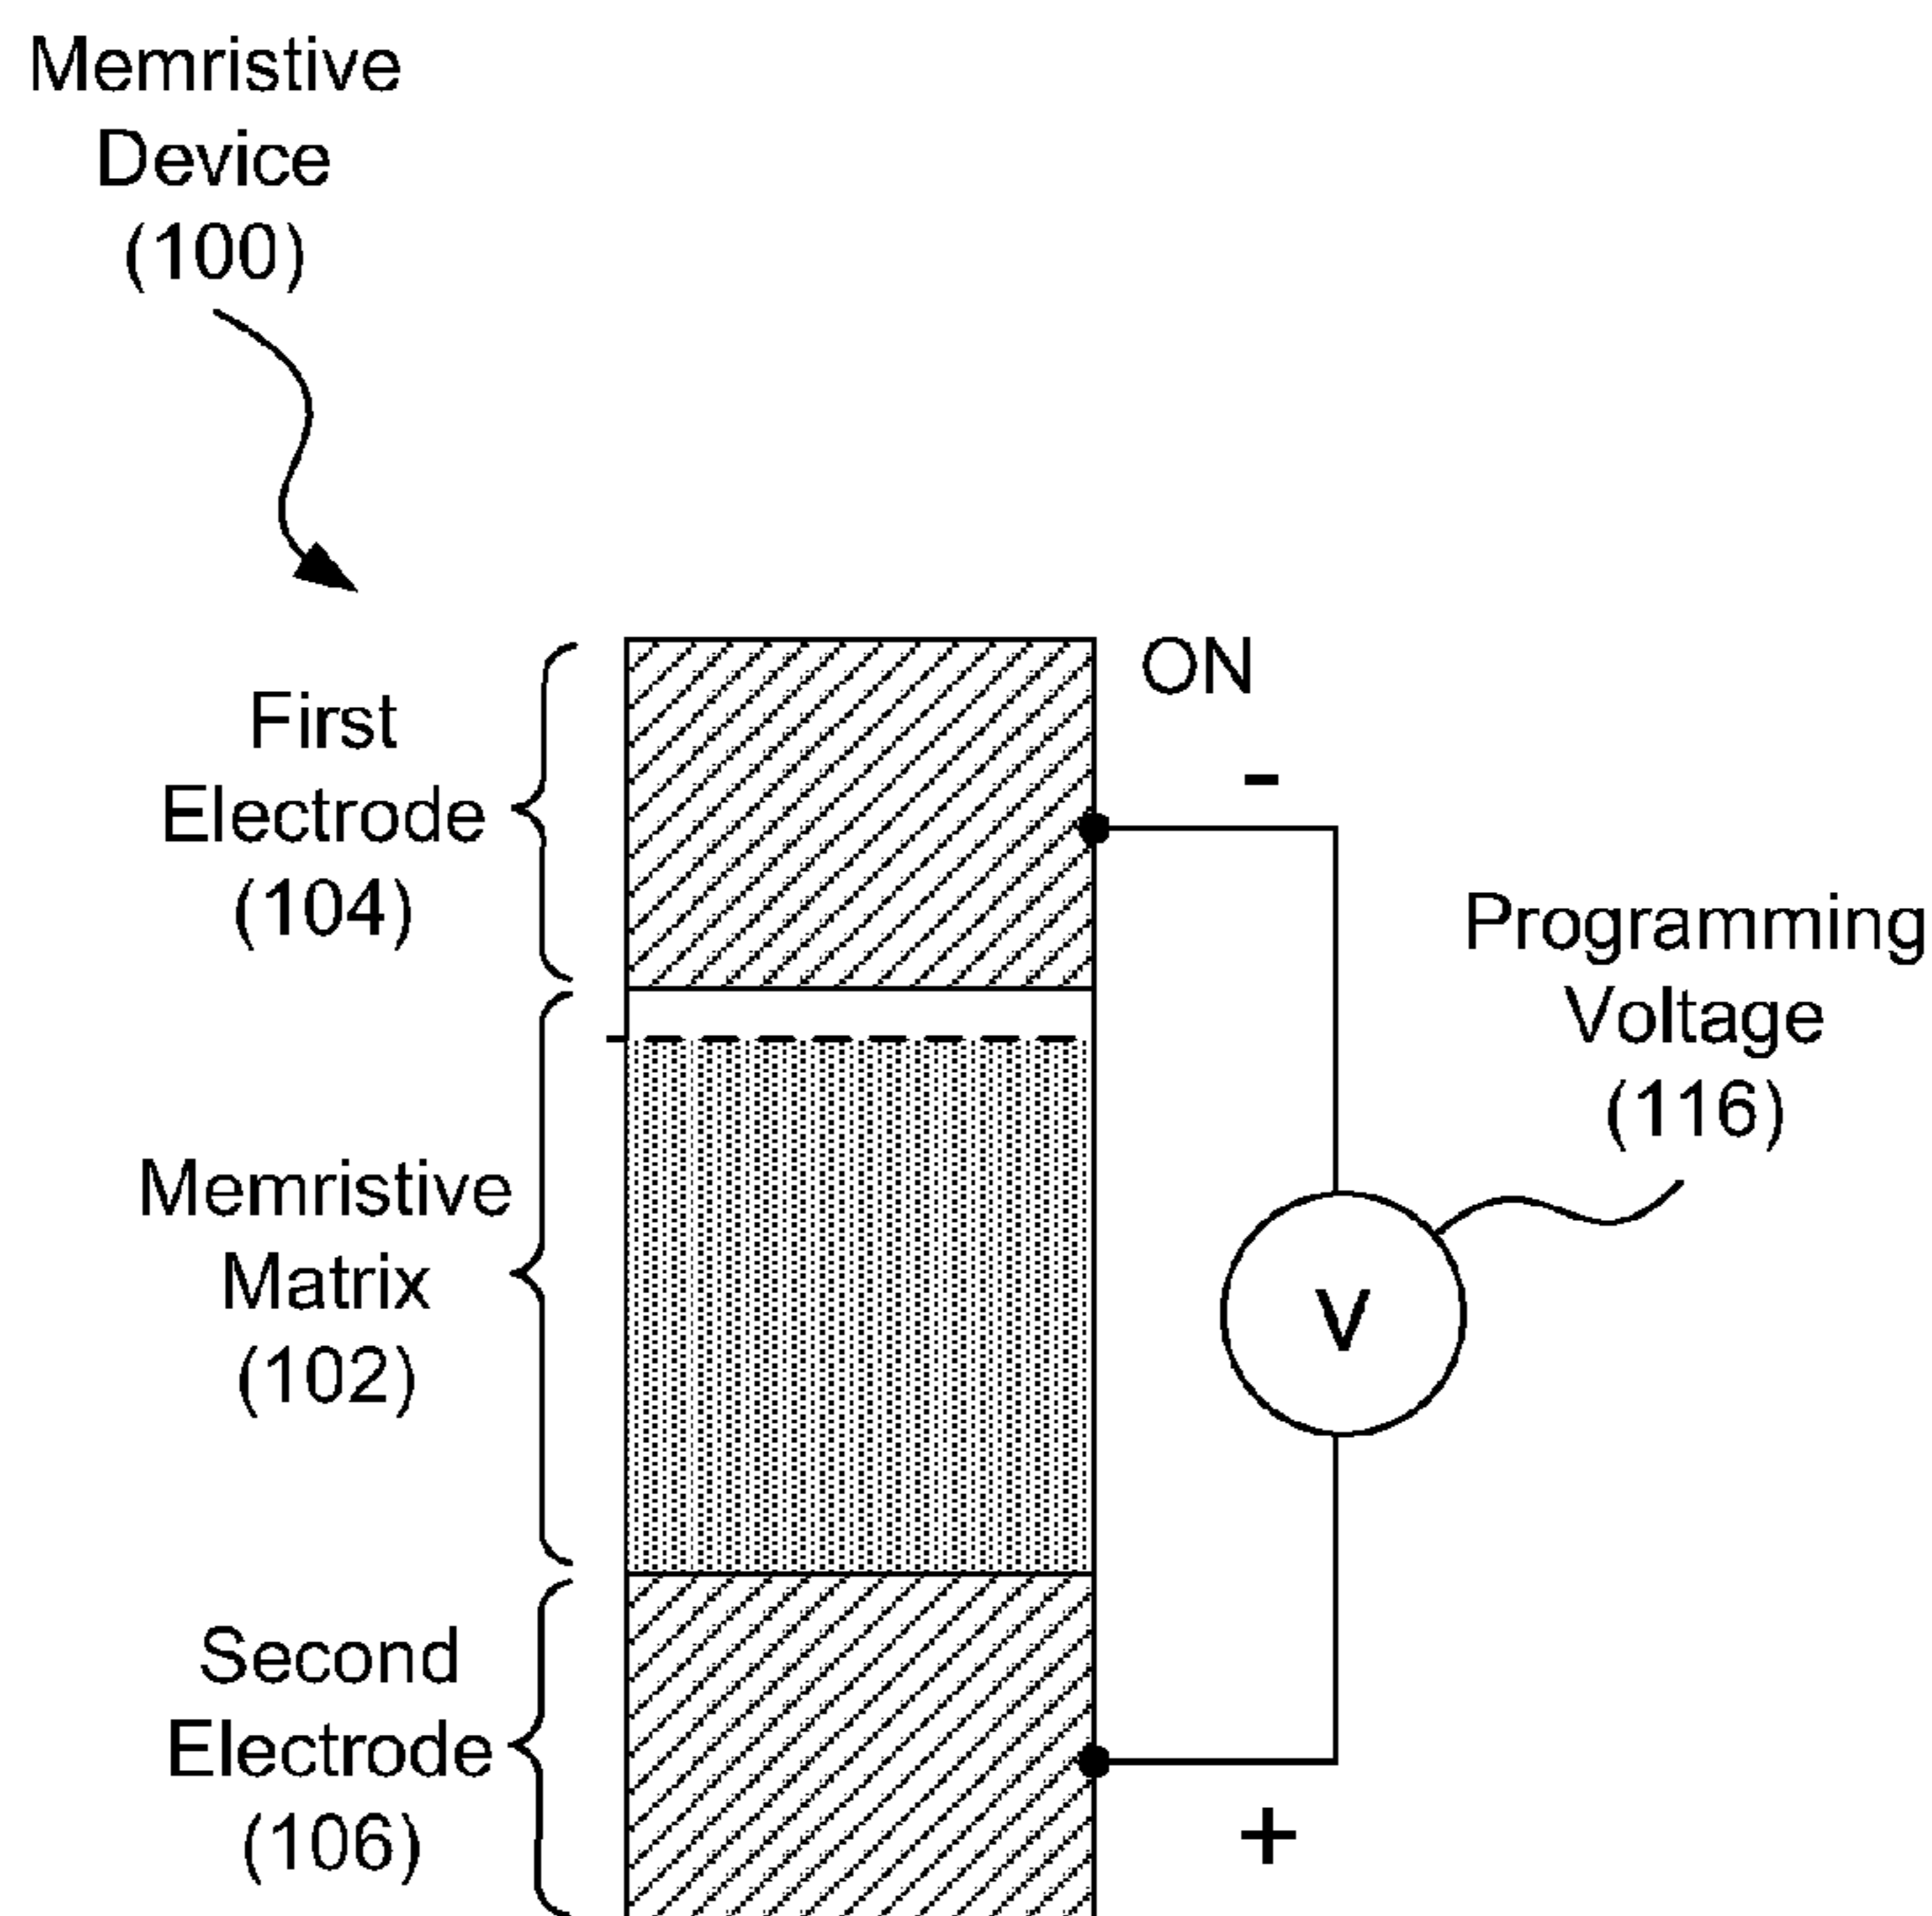 Memristive
Device
(100)
ON
First
Electrode
(104)
-
Programming
Voltage
(116)
Memristive
Matrix
(102)
V
Second
Electrode
(106)
+